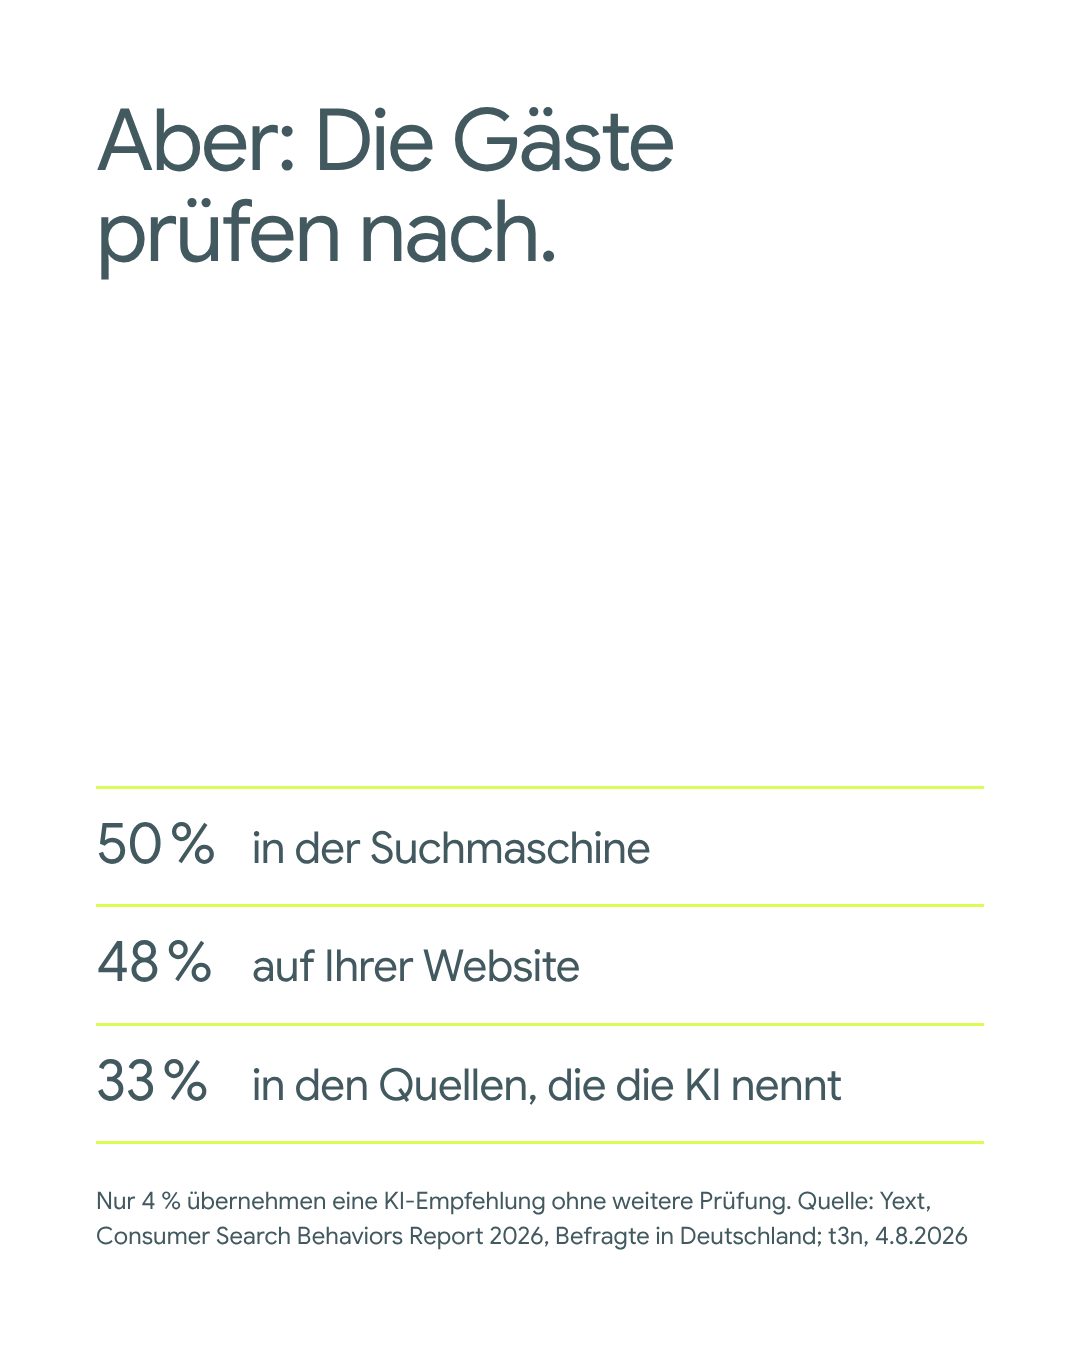 Aber: Die Gäste
prüfen nach.
50 % in der Suchmaschine
48 % auf Ihrer Website
33 % in den Quellen, die die KI nennt
Nur 4 % übernehmen eine KI-Empfehlung ohne weitere Prüfung. Quelle: Yext,
Consumer Search Behaviors Report 2026, Befragte in Deutschland; t3n, 4.8.2026